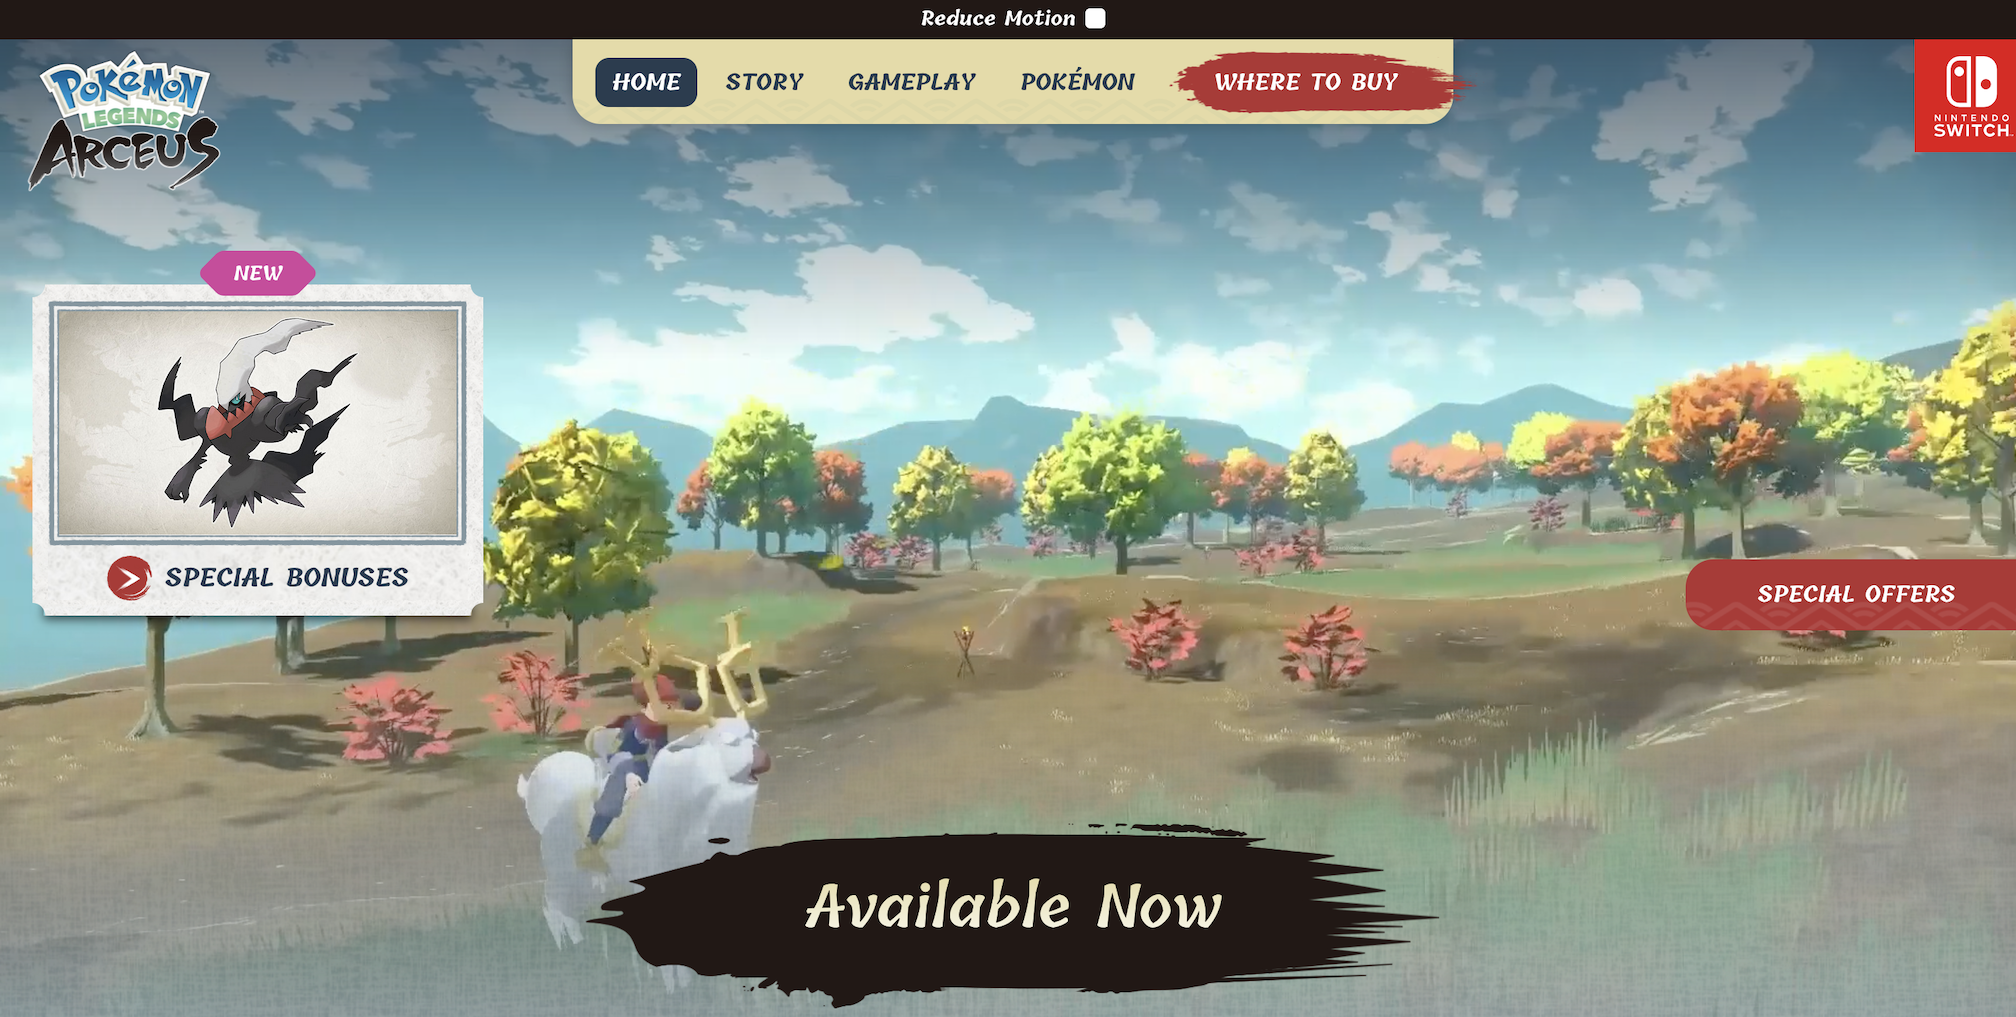 Reduce Motion
POKéMON
LEGENDS
ARCEUS
HOME
STORY
GAMEPLAY
POKÉMON
WHERE TO BUY
NINTENDO
SWITCH
NEW
SPECIAL BONUSES
SPECIAL OFFERS
Available Now